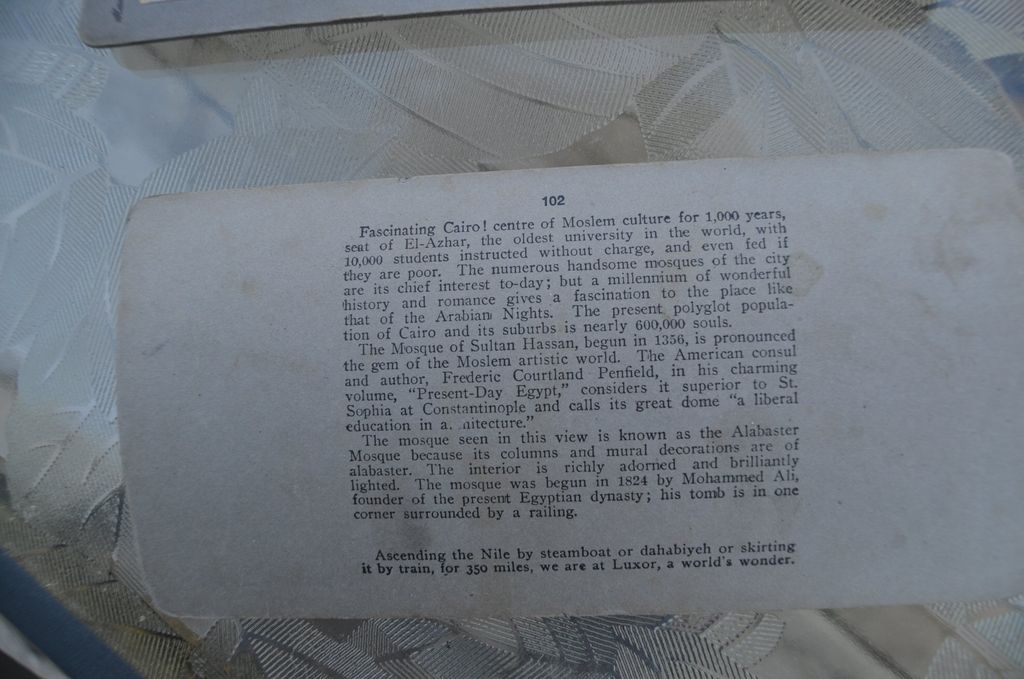 102
Fascinating Cairo! centre of Moslem culture for 1,000 years,
seat of El-Azhar, the oldest university in the world, with
10,000 students instructed without charge, and even fed if
they are poor. The numerous handsome mosques of the city
are its chief interest to-day; but a millennium of wonderful
history and romance gives a fascination to the place like
that of the Arabian Nights. The present polyglot popula-
tion of Cairo and its suburbs is nearly 600,000 souls.
The Mosque of Sultan Hassan, begun in 1356, is pronounced
the gem of the Moslem artistic world. The American consul
and author, Frederic Courtland Penfield, in his charming
volume, "Present-Day Egypt," considers it superior to St.
Sophia at Constantinople and calls its great dome "a liberal
education in
The mosque seen in this view is known as the Alabaster
Mosque because its columns and mural decorations are of
alabaster. The interior is richly adorned and brilliantly
lighted. The mosque was begun in 1824 by Mohammed Ali,
founder of the present Egyptian dynasty; his tomb is in one
corner surrounded by a railing.
Ascending the Nile by steamboat or dahabiyeh or skirting
it by train, for 350 miles, we are at Luxor, a world's wonder.